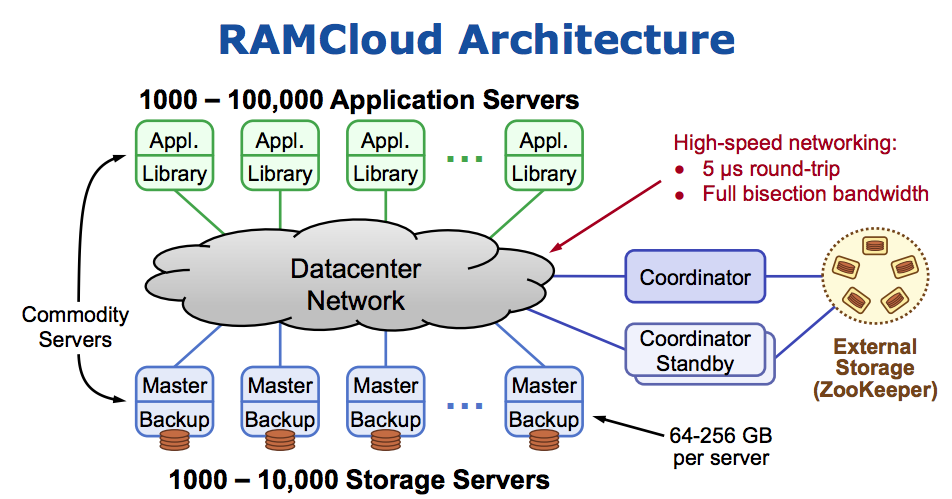 RAMCloud Architecture
1000 – 100,000 Application Servers
Appl.
Library
Appl.
Library
Appl.
Library
...
Appl.
Library
High-speed networking:
• 5 µs round-trip
• Full bisection bandwidth
Datacenter
Network
Coordinator
Coordinator
Standby
External
Storage
(ZooKeeper)
Commodity
Servers
Master
Backup
Master
Backup
Master
Backup
...
Master
Backup
64-256 GB
per server
1000 – 10,000 Storage Servers